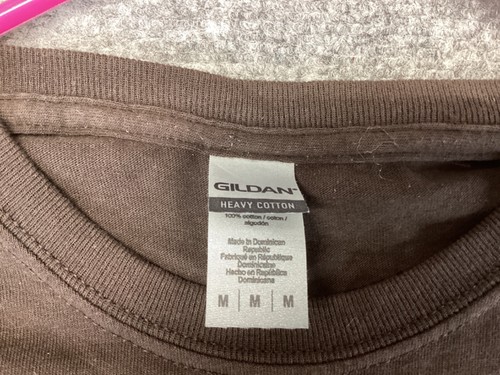 GILDAN
HEAVY COTTON
100% cotton / coton /
algodón
Made in Dominican
Republic
Fabriqué en République
Dominicaine
Hecho en República
Dominicana
M | M | M